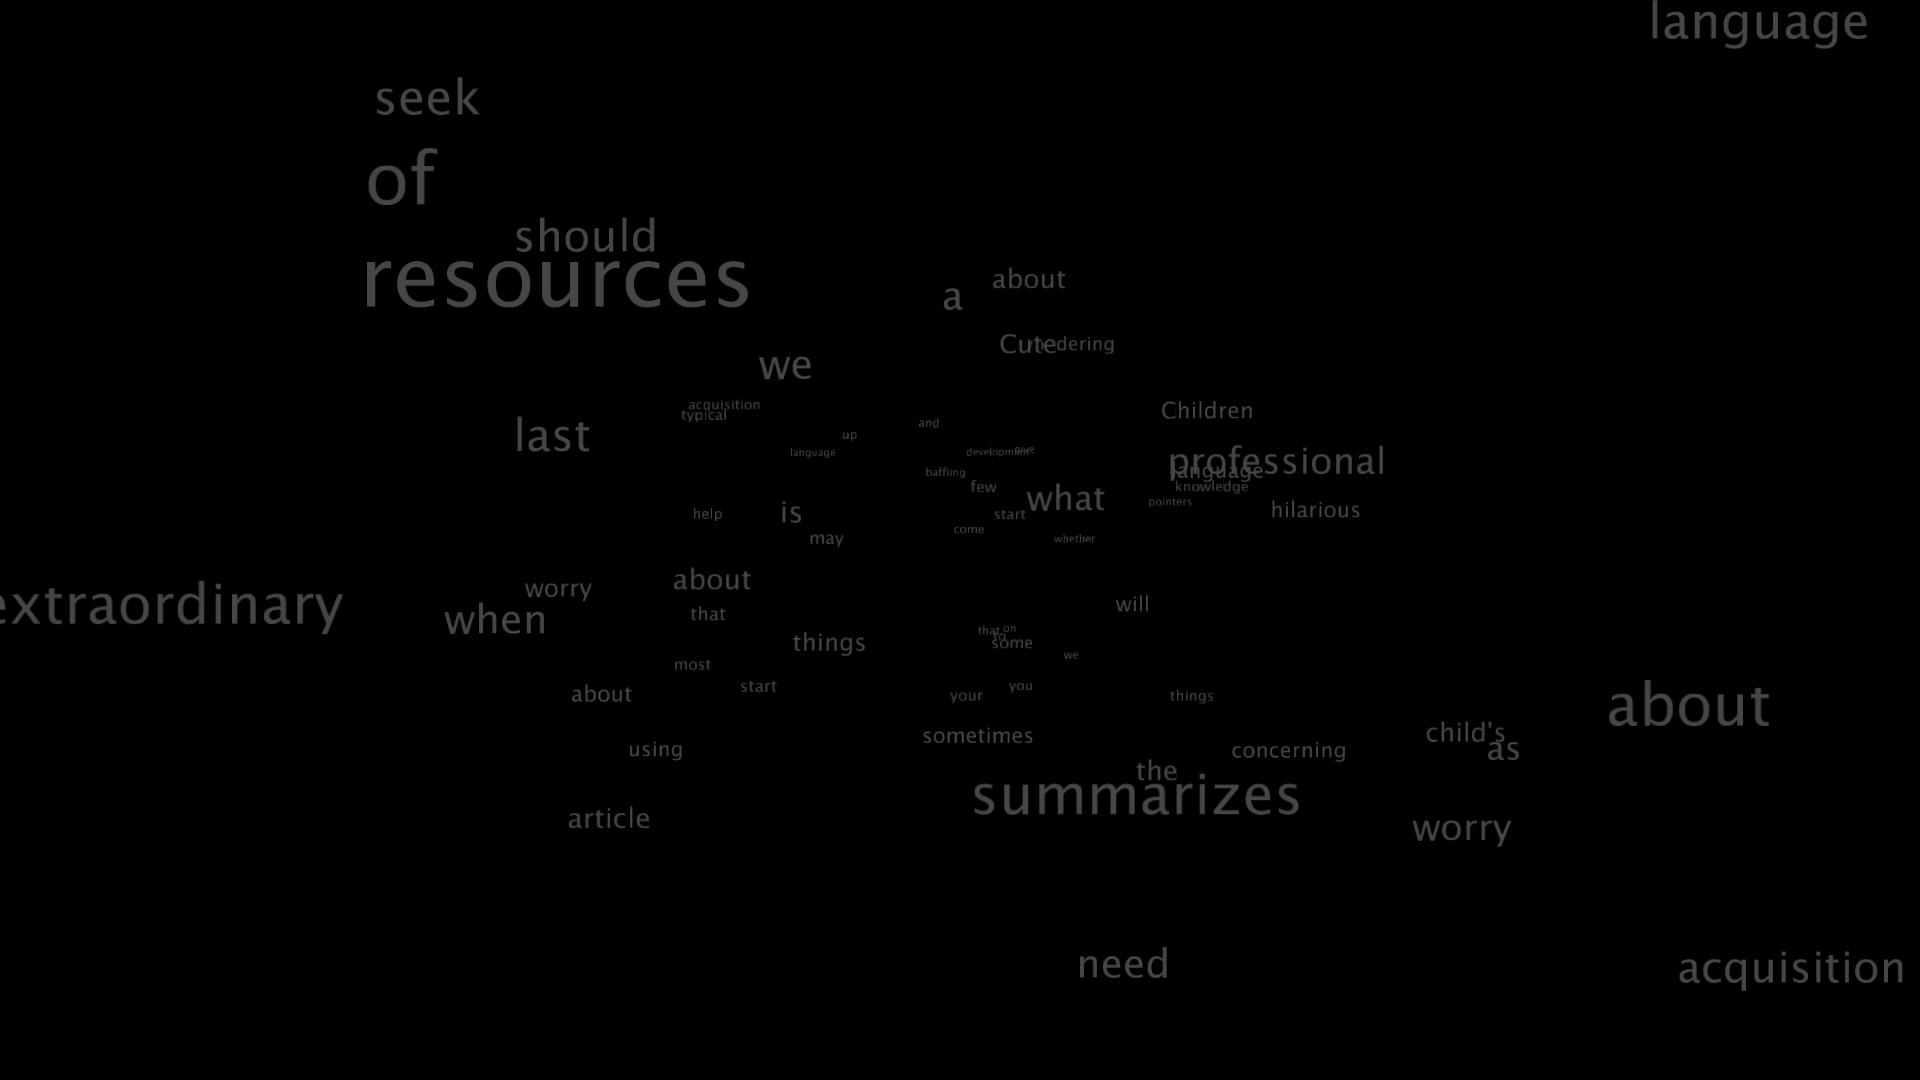 language
seek
of
should
resources
about
a
Cute
dering
we
acquisition
typical
Children
and
last
up
language
development
give
professional
language
baffling
few
knowledge
what
pointers
is
hilarious
help
start
come
may
whether
about
worry
extraordinary
will
that
when
on
that
to
things
some
we
most
start
you
about
your
things
about
child's
sometimes
using
concerning
as
the
summarizes
article
worry
need
acquisition